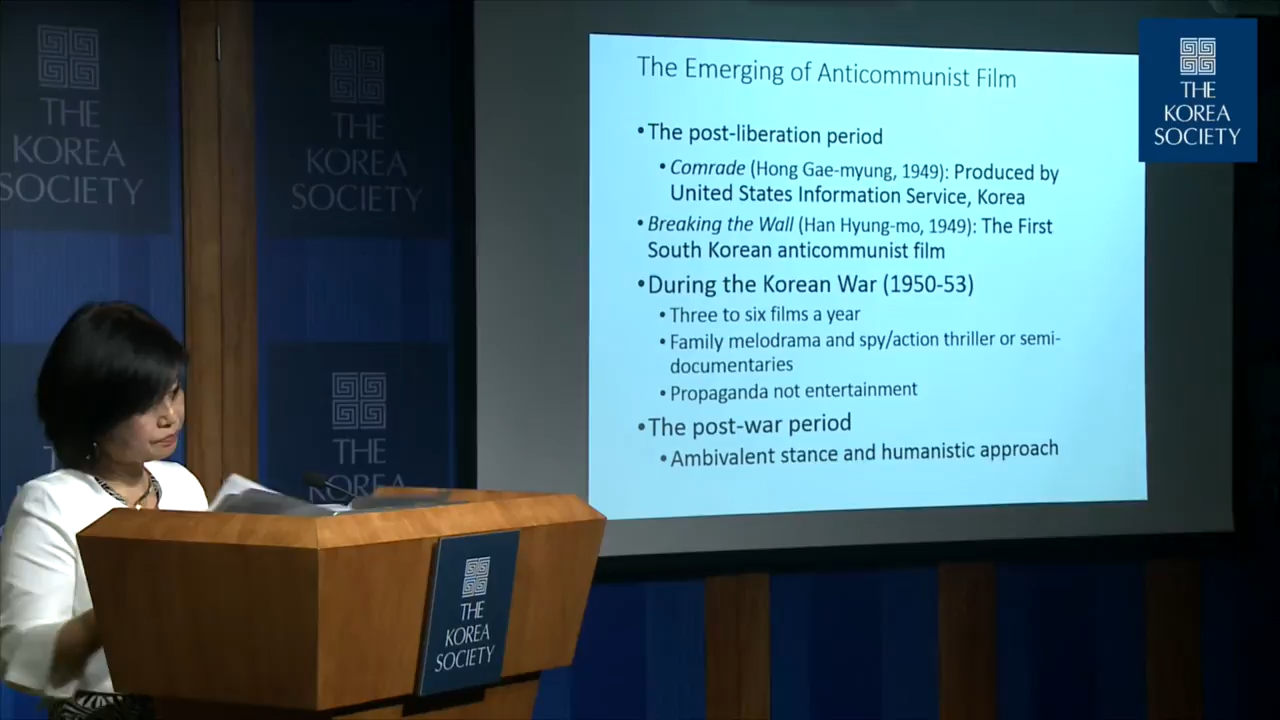 THE
KOREA
SOCIETY
THE
KOREA
SOCIETY
The Emerging of Anticommunist Film
•The post-liberation period
•Comrade (Hong Gae-myung, 1949): Produced by
United States Information Service, Korea
•Breaking the Wall (Han Hyung-mo, 1949): The First
South Korean anticommunist film
•During the Korean War (1950-53)
•Three to six films a year
•Family melodrama and spy/action thriller or semi-
documentaries
•Propaganda not entertainment
•The post-war period
•Ambivalent stance and humanistic approach
THE
KOREA
SOCIETY
THE
KOREA
THE
KOREA
SOCIETY